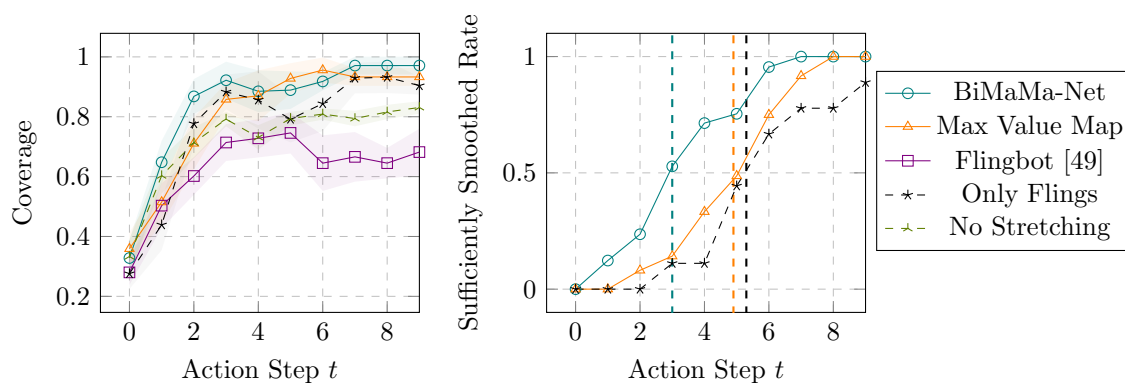 Coverage
1
0.8
0.6
0.4
0.2
0 2 4 6 8
Action Step t
Sufficiently Smoothed Rate
1
0.5
0
0 2 4 6 8
Action Step t
BiMaMa-Net
Max Value Map
Flingbot [49]
Only Flings
No Stretching